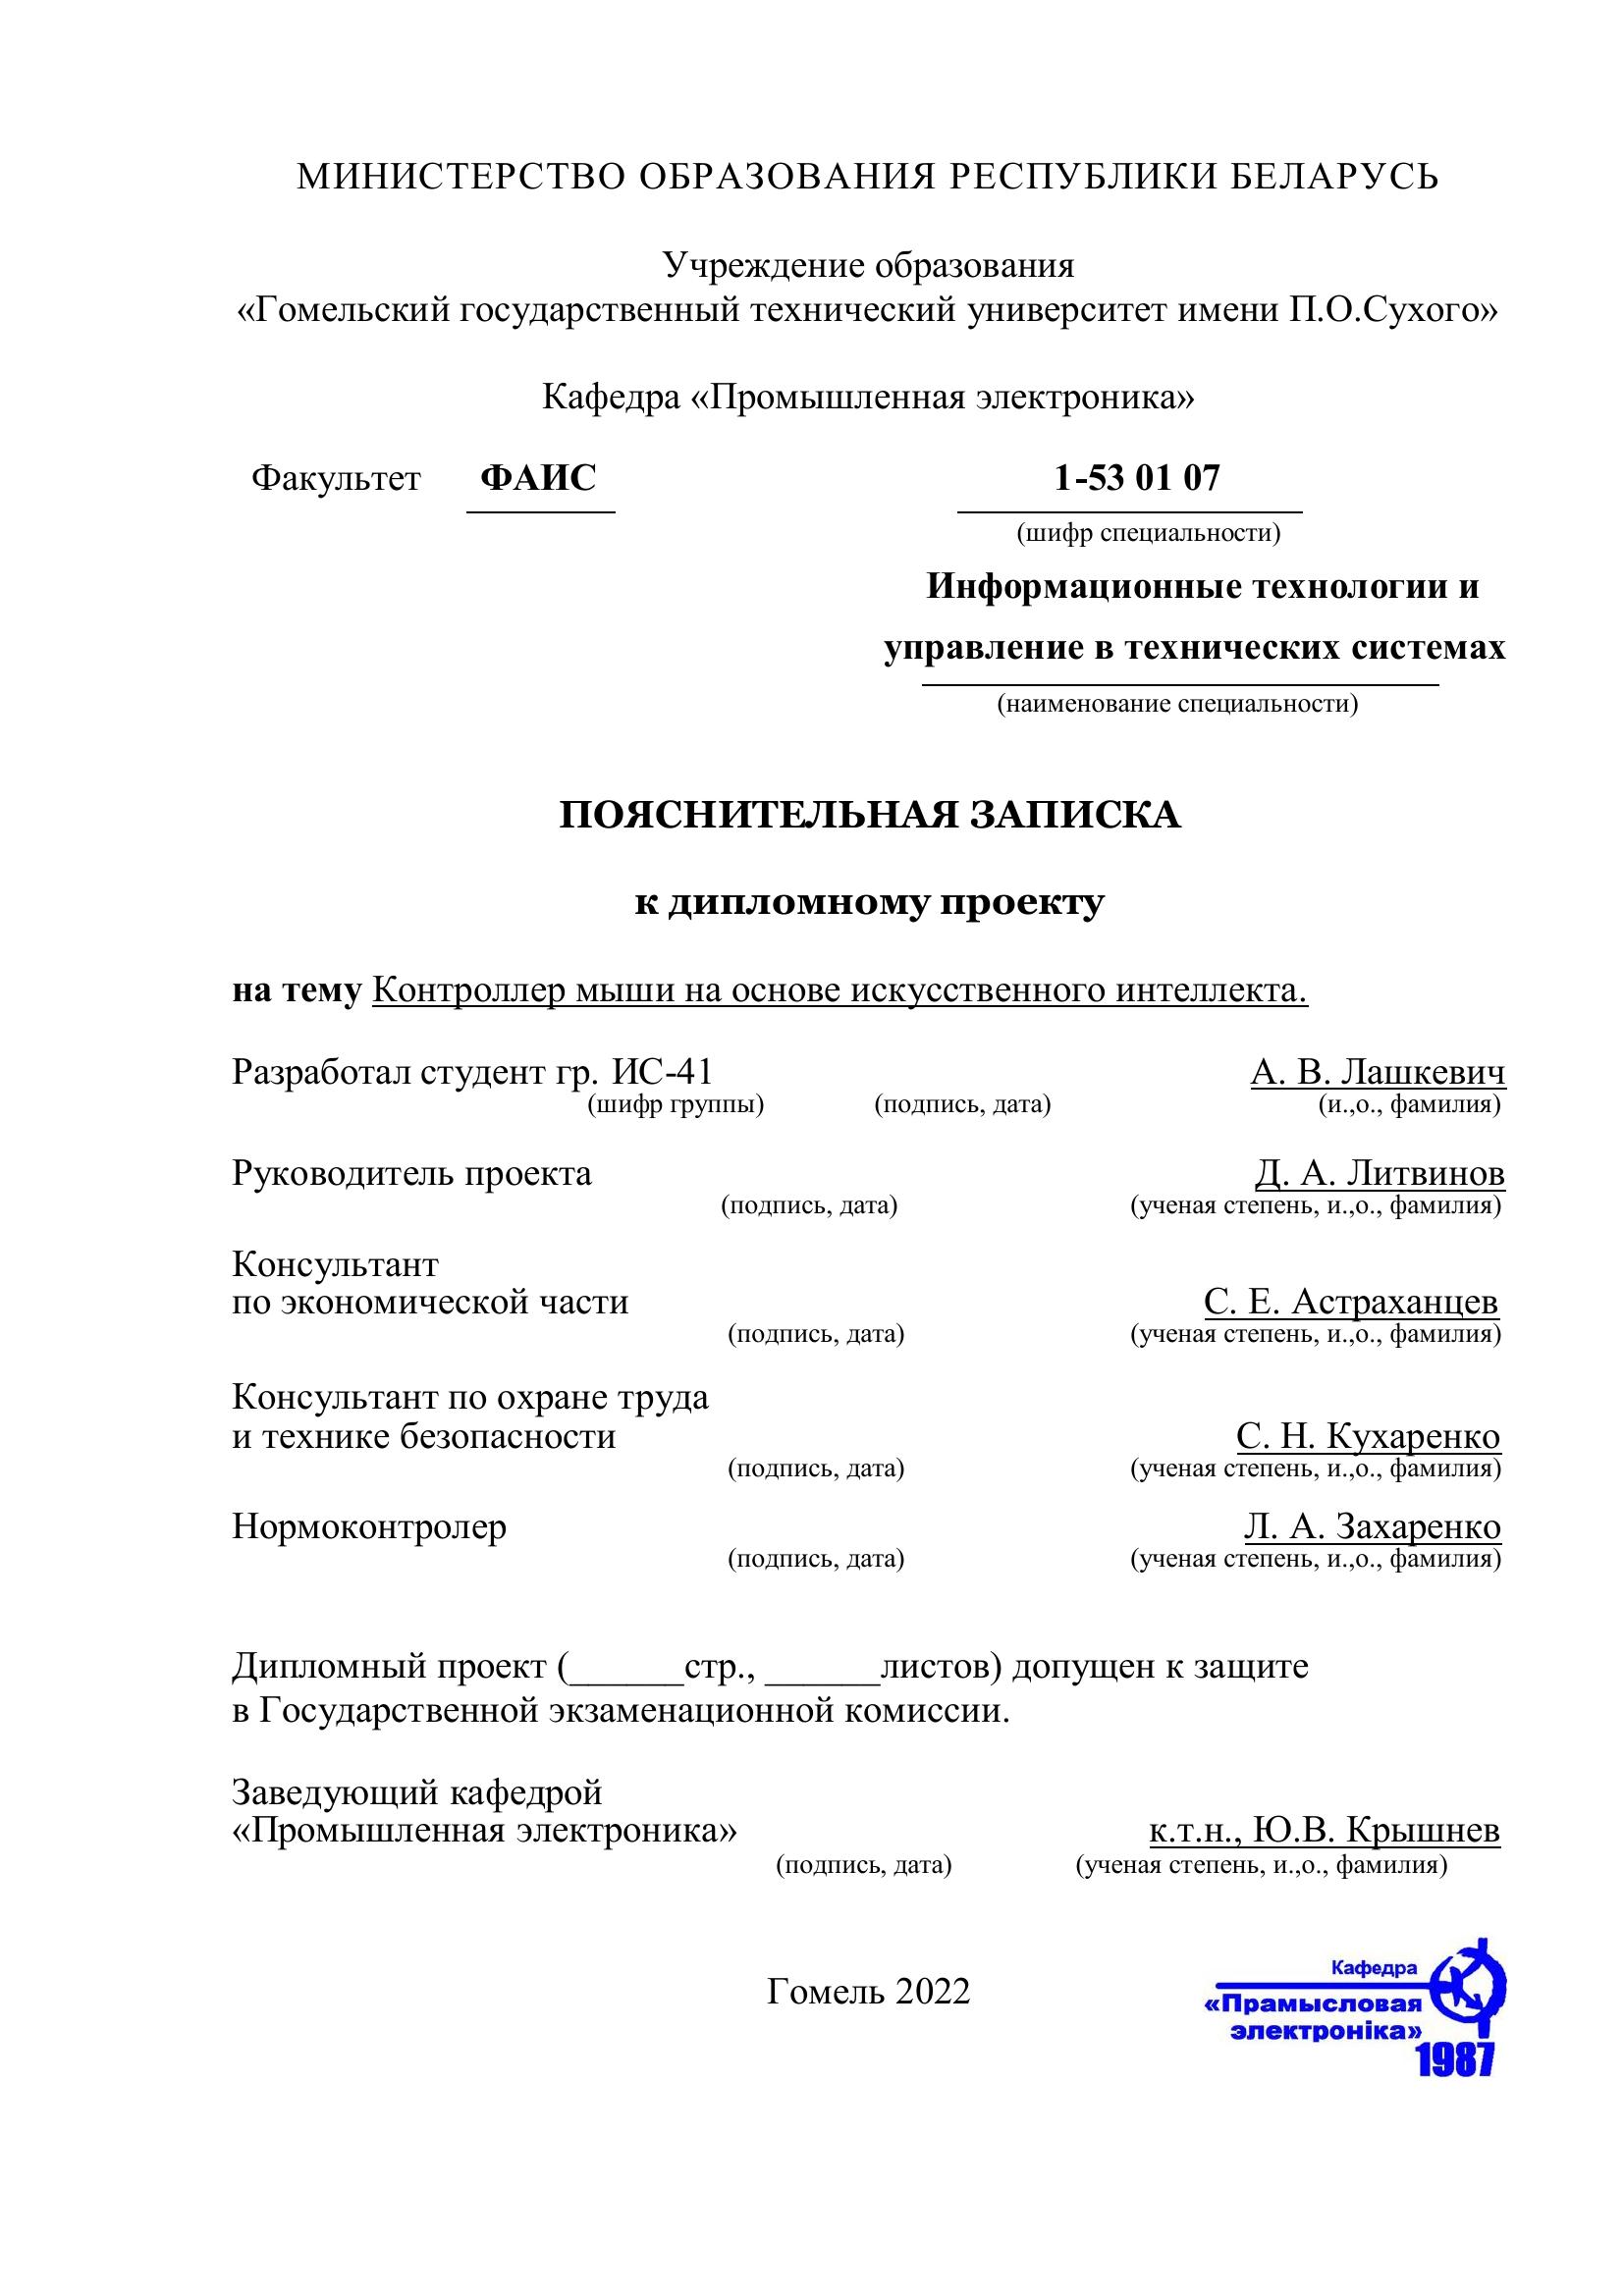 МИНИСТЕРСТВО ОБРАЗОВАНИЯ РЕСПУБЛИКИ БЕЛАРУСЬ
Учреждение образования
«Гомельский государственный технический университет имени П.О.Сухого»
Кафедра «Промышленная электроника»
Факультет ФАИС 1-53 01 07
(шифр специальности)
Информационные технологии и
управление в технических системах
(наименование специальности)
ПОЯСНИТЕЛЬНАЯ ЗАПИСКА
к дипломному проекту
на тему Контроллер мыши на основе искусственного интеллекта.
Разработал студент гр. ИС-41 А. В. Лашкевич
(шифр группы) (подпись, дата) (и.,о., фамилия)
Руководитель проекта Д. А. Литвинов
(подпись, дата) (ученая степень, и.,о., фамилия)
Консультант
по экономической части С. Е. Астраханцев
(подпись, дата) (ученая степень, и.,о., фамилия)
Консультант по охране труда
и технике безопасности С. Н. Кухаренко
(подпись, дата) (ученая степень, и.,о., фамилия)
Нормоконтролер Л. А. Захаренко
(подпись, дата) (ученая степень, и.,о., фамилия)
Дипломный проект (______стр., ______листов) допущен к защите
в Государственной экзаменационной комиссии.
Заведующий кафедрой
«Промышленная электроника» к.т.н., Ю.В. Крышнев
(подпись, дата) (ученая степень, и.,о., фамилия)
Гомель 2022
Кафедра
«Прамысловая
электроніка»
1987